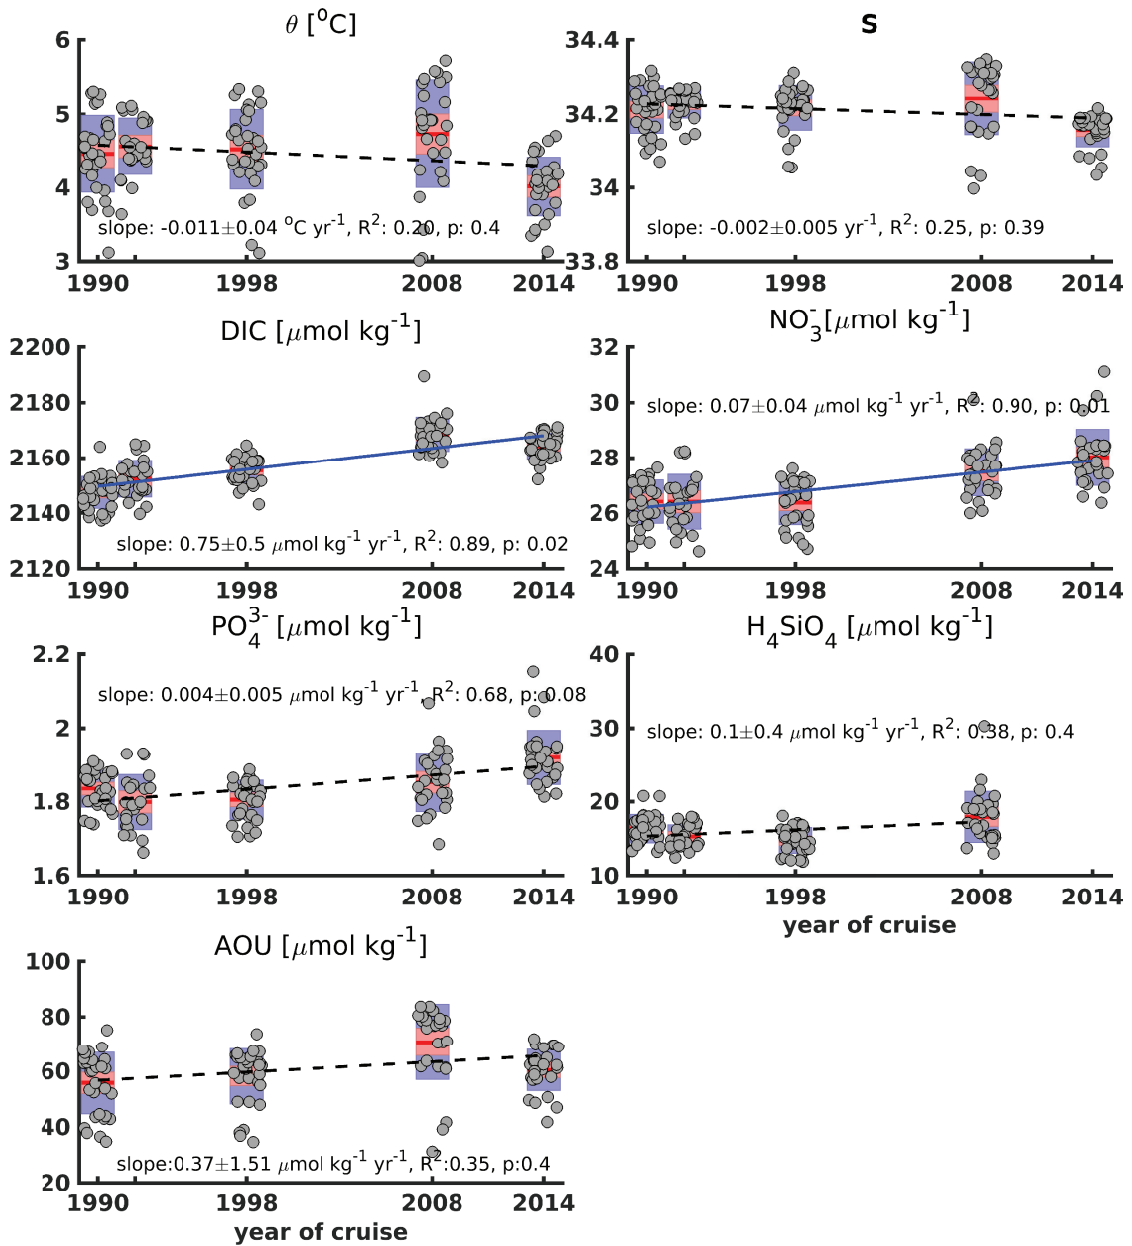 θ [°C]
S
6
5
4
3
slope: -0.011±0.04 °C yr⁻¹, R²: 0.20, p: 0.4
1990 1998 2008 2014
34.4
34.2
34
33.8
slope: -0.002±0.005 yr⁻¹, R²: 0.25, p: 0.39
1990 1998 2008 2014
DIC [μmol kg⁻¹]
2200
2180
2160
2140
2120
slope: 0.75±0.5 μmol kg⁻¹ yr⁻¹, R²: 0.89, p: 0.02
1990 1998 2008 2014
NO₃⁻[μmol kg⁻¹]
32
30
28
26
24
slope: 0.07±0.04 μmol kg⁻¹ yr⁻¹, R²: 0.90, p: 0.01
1990 1998 2008 2014
PO₄³⁻ [μmol kg⁻¹]
2.2
2
1.8
1.6
slope: 0.004±0.005 μmol kg⁻¹ yr⁻¹, R²: 0.68, p: 0.08
1990 1998 2008 2014
H₄SiO₄ [μmol kg⁻¹]
40
30
20
10
slope: 0.1±0.4 μmol kg⁻¹ yr⁻¹, R²: 0.38, p: 0.4
1990 1998 2008 2014
year of cruise
AOU [μmol kg⁻¹]
100
80
60
40
20
slope:0.37±1.51 μmol kg⁻¹ yr⁻¹, R²:0.35, p:0.4
1990 1998 2008 2014
year of cruise